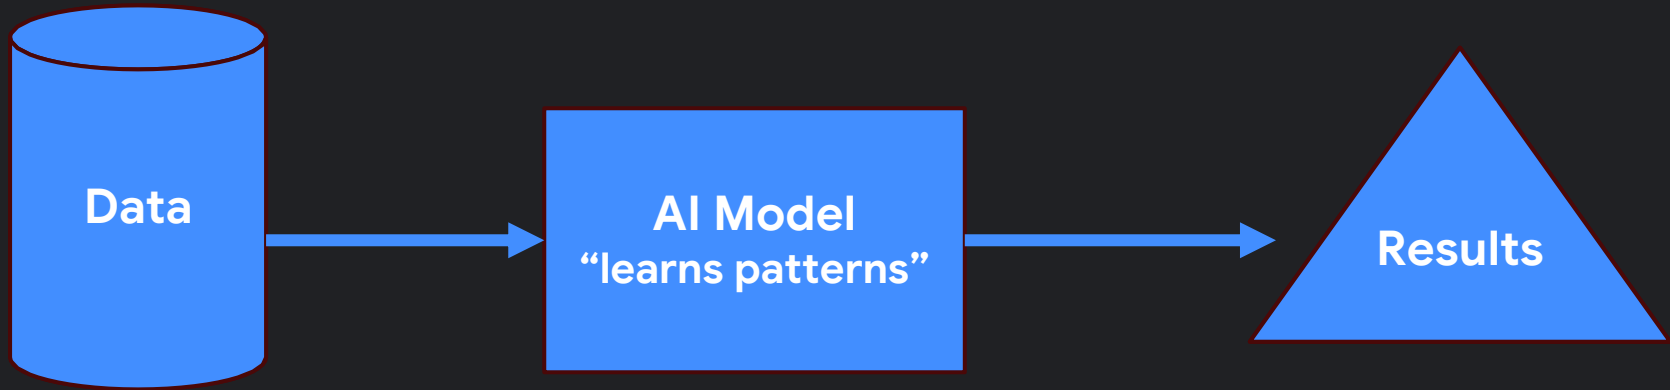 Data
AI Model
“learns patterns”
Results